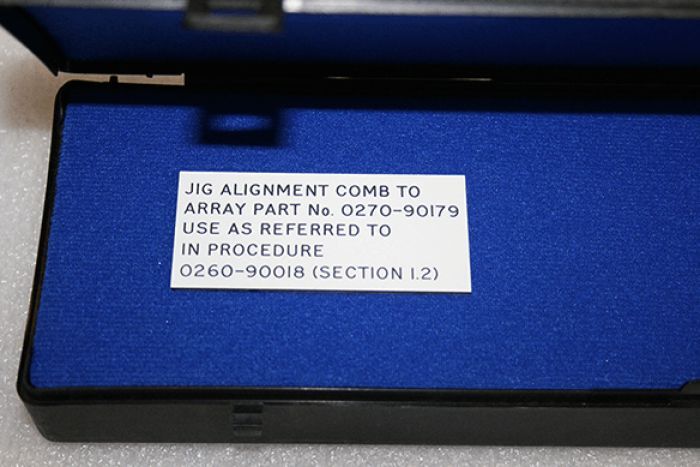 JIG ALIGNMENT COMB TO
ARRAY PART No. 0270-90179
USE AS REFERRED TO
IN PROCEDURE
0260-90018 (SECTION 1.2)